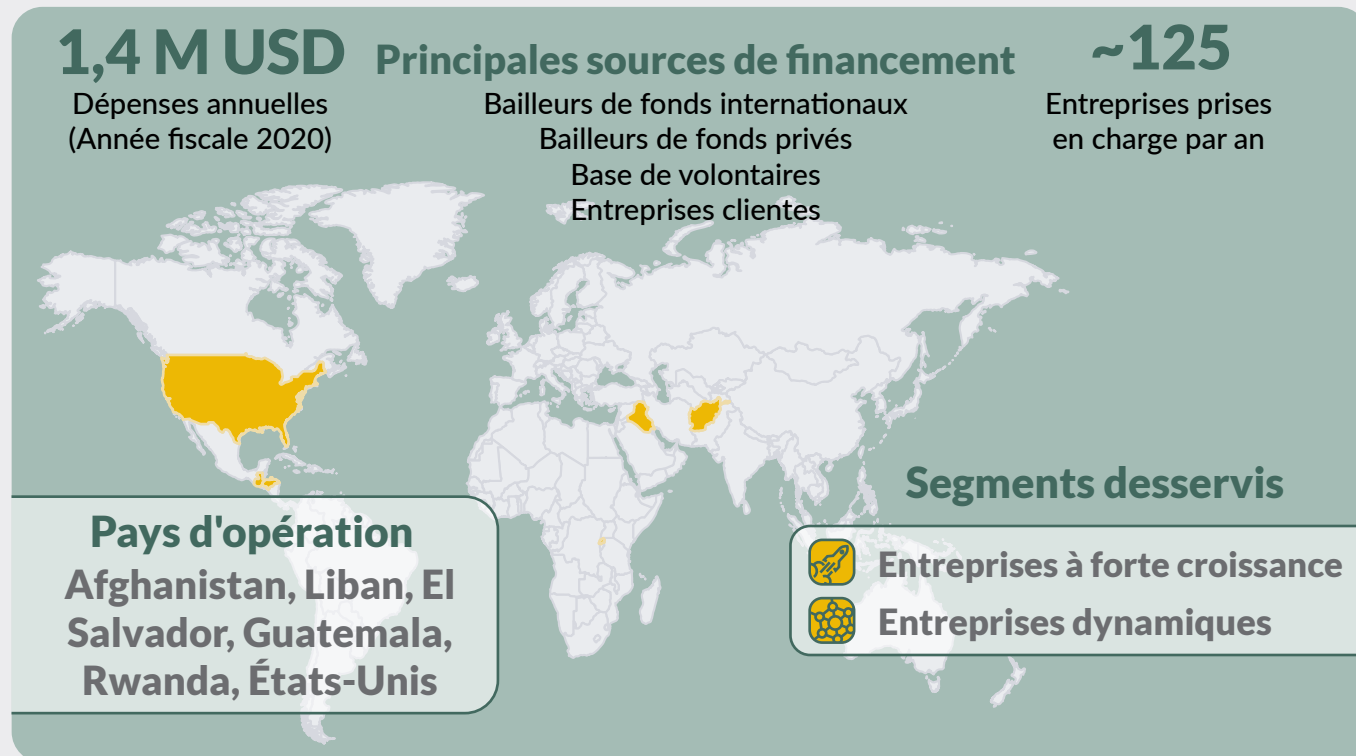 1,4 M USD
Dépenses annuelles
(Année fiscale 2020)
Principales sources de financement
Bailleurs de fonds internationaux
Bailleurs de fonds privés
Base de volontaires
Entreprises clientes
~125
Entreprises prises
en charge par an
Pays d'opération
Afghanistan, Liban, El
Salvador, Guatemala,
Rwanda, États-Unis
Segments desservis
Entreprises à forte croissance
Entreprises dynamiques